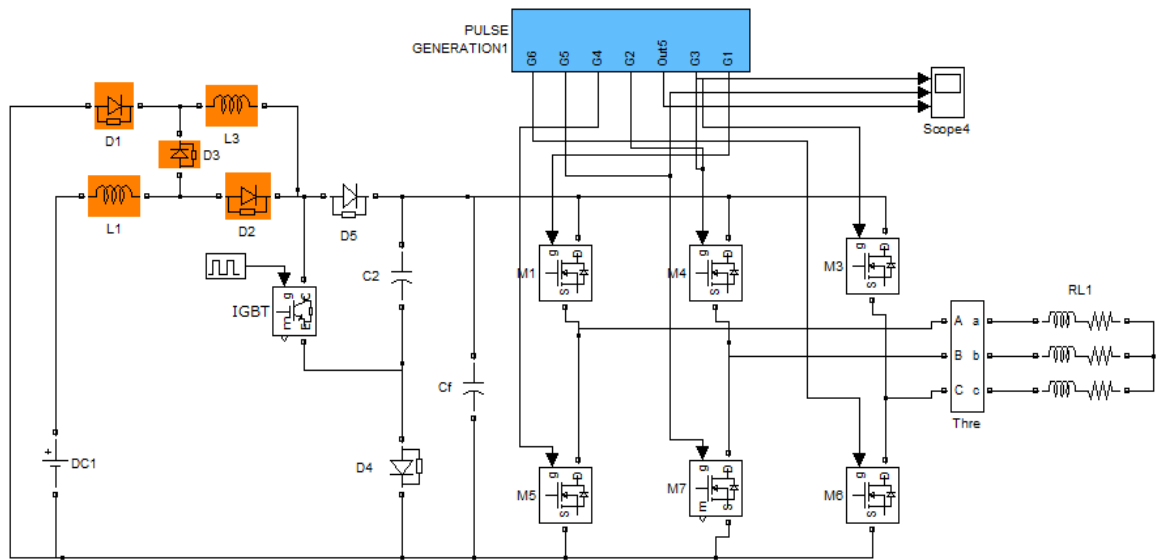 PULSE
GENERATION1
G6
G5
G4
G2
Out5
G3
G1
Scope4
D1
L3
D3
L1
D2
D5
C2
IGBT
g
C
m
E
Cf
D4
+
DC1
M1
g
D
S
M4
g
D
S
M3
g
D
S
RL1
A a
B b
C c
Thre
M5
g
D
S
M7
g
D
m
S
M6
g
D
S